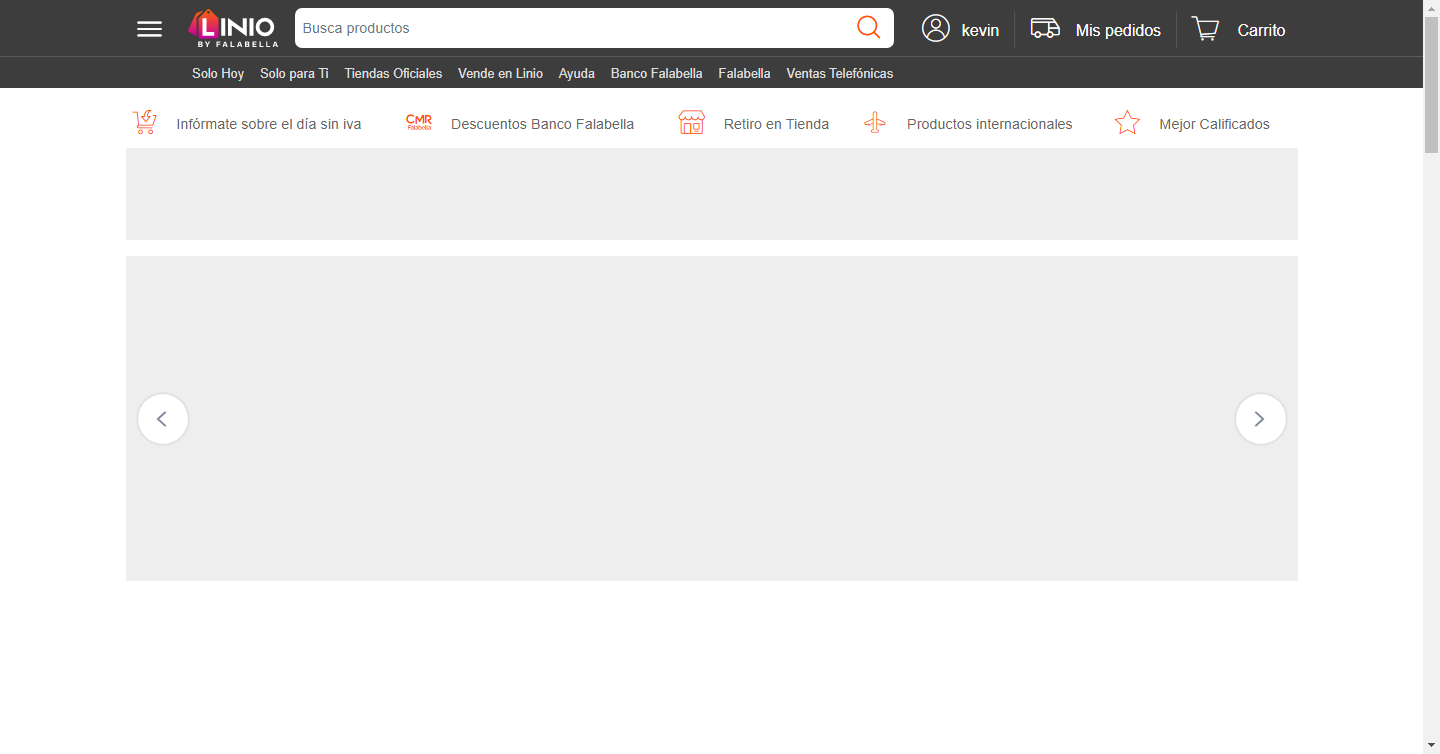 LINIO
BY FALABELLA
Busca productos
kevin
Mis pedidos
Carrito
Solo Hoy Solo para Ti Tiendas Oficiales Vende en Linio Ayuda Banco Falabella Falabella Ventas Telefónicas
Infórmate sobre el día sin iva
CMR
Falabella
Descuentos Banco Falabella
Retiro en Tienda
Productos internacionales
Mejor Calificados